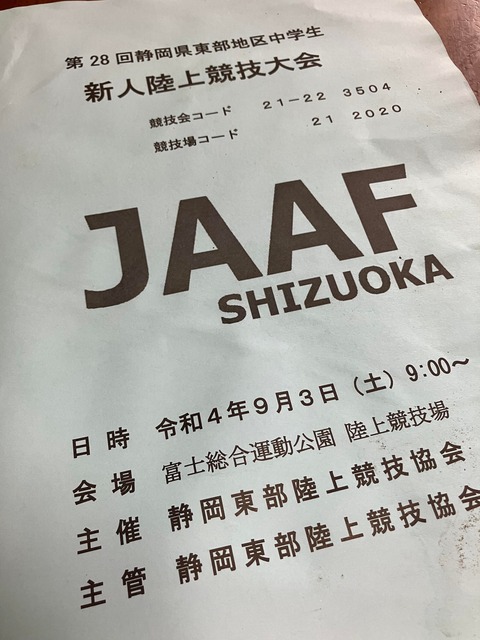 第28回静岡県東部地区中学生
新人陸上競技大会
競技会コード 21-22 3504
競技場コード 21 2020
JAAF
SHIZUOKA
日時 令和4年9月3日(土)9:00~
会場 富士総合運動公園 陸上競技場
主催 静岡東部陸上競技協会
主管 静岡東部陸上競技協会